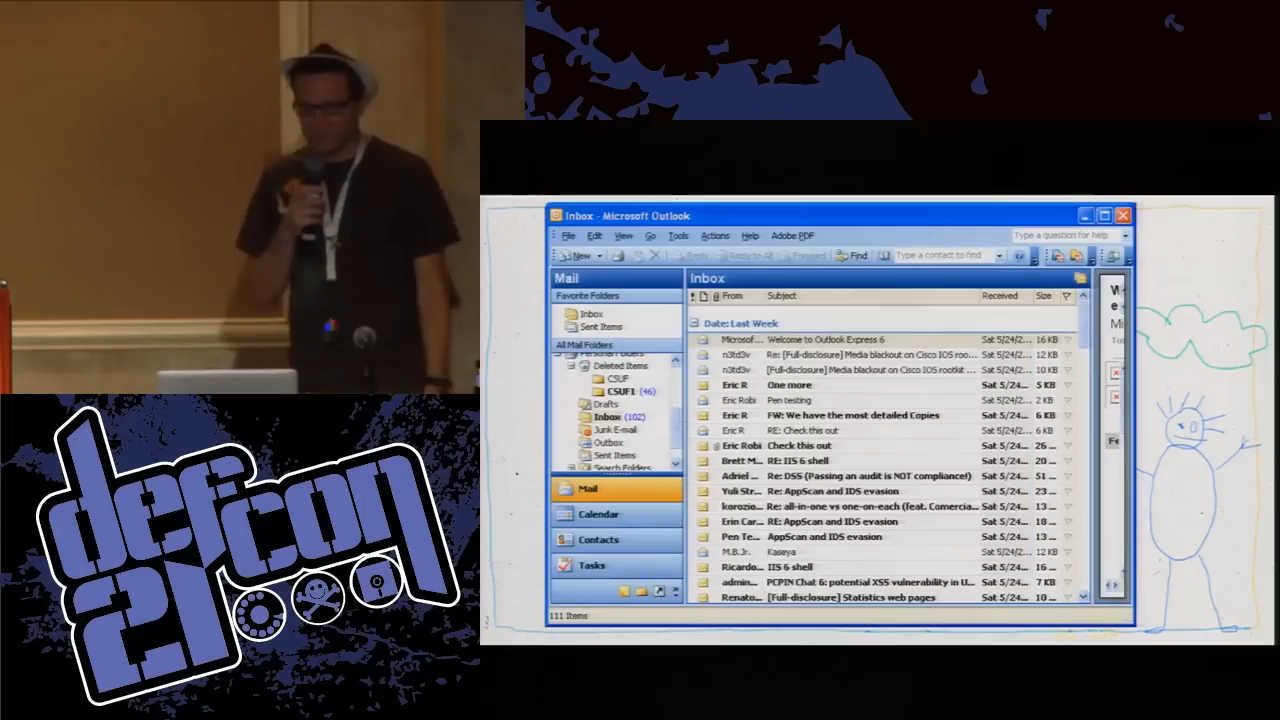 Inbox - Microsoft Outlook
File Edit View Go Tools Actions Help Adobe PDF
Type a question for help
New Reply Reply to All Forward Find Type a contact to find
Mail
Inbox
Favorite Folders
From Subject Received Size
Inbox
Sent Items
Date: Last Week
All Mail Folders
Personal Folders
Deleted Items
CSUF
CSUF1 (46)
Drafts
Inbox (102)
Junk E-mail
Outbox
Sent Items
Search Folders
Microsof... Welcome to Outlook Express 6 Sat 5/24/2... 16 KB
n3td3v Re: [Full-disclosure] Media blackout on Cisco IOS roo... Sat 5/24/2... 12 KB
n3td3v [Full-disclosure] Media blackout on Cisco IOS rootkit ... Sat 5/24/2... 10 KB
Eric R One more Sat 5/24... 5 KB
Eric Robi Pen testing Sat 5/24/2... 2 KB
Eric R FW: We have the most detailed Copies Sat 5/24... 6 KB
Eric R RE: Check this out Sat 5/24/2... 6 KB
Eric Robi Check this out Sat 5/24... 26 ...
Brett M... RE: IIS 6 shell Sat 5/24... 20 ...
Adriel ... Re: DSS (Passing an audit is NOT compliance!) Sat 5/24... 51 ...
Yuli Str... Re: AppScan and IDS evasion Sat 5/24... 23 ...
korozio... Re: all-in-one vs one-on-each (feat. Comercia... Sat 5/24... 13 ...
Erin Car... RE: AppScan and IDS evasion Sat 5/24... 18 ...
Pen Te... AppScan and IDS evasion Sat 5/24... 13 ...
M.B.Jr. Kaseya Sat 5/24/2... 12 KB
Ricardo... IIS 6 shell Sat 5/24... 16 ...
admin... PCPIN Chat 6: potential XSS vulnerability in U... Sat 5/24... 7 KB
Renato... [Full-disclosure] Statistics web pages Sat 5/24... 10 ...
Mail
Calendar
Contacts
Tasks
111 Items
defcon
21